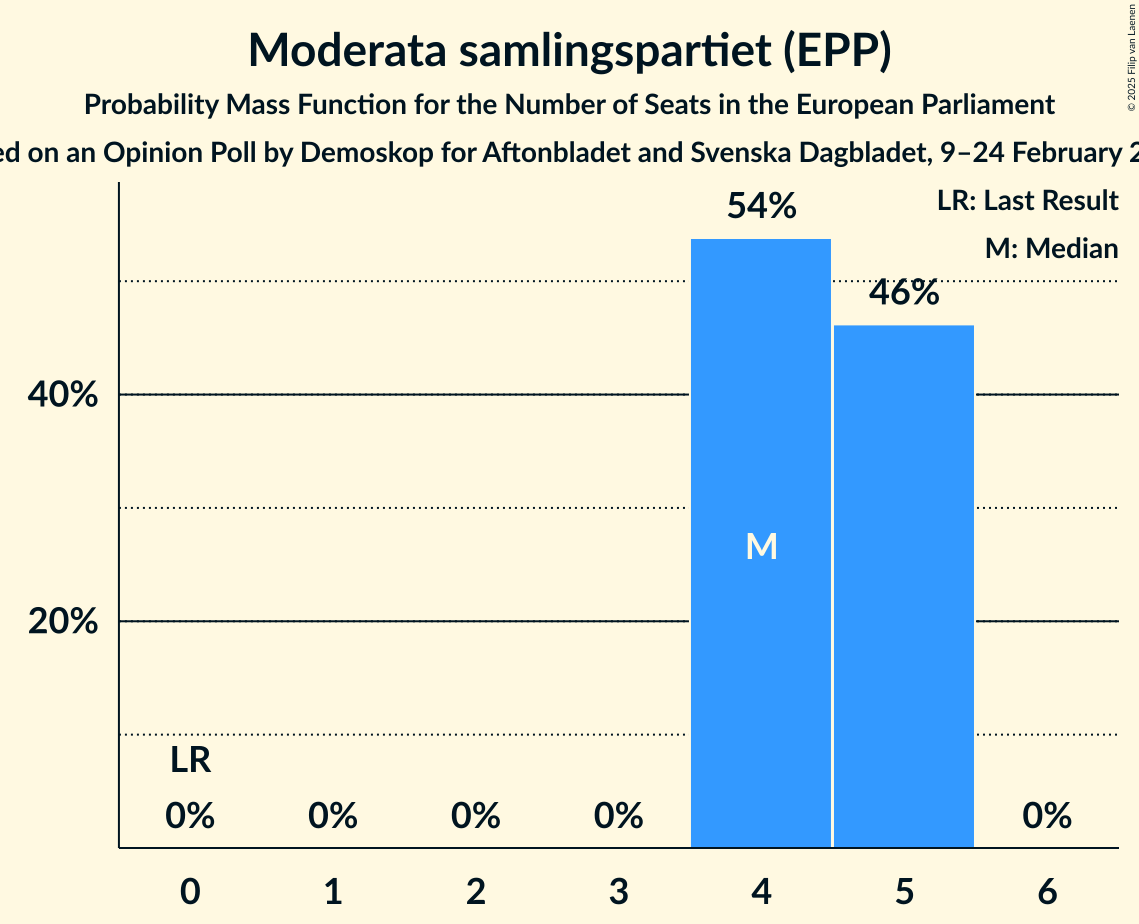 Moderata samlingspartiet (EPP)
Probability Mass Function for the Number of Seats in the European Parliament
on an Opinion Poll by Demoskop for Aftonbladet and Svenska Dagbladet, 9–24 February
© 2025 Filip van Laenen
LR: Last Result
M: Median
54%
46%
40%
20%
M
LR
0% 0% 0% 0% 0%
0 1 2 3 4 5 6